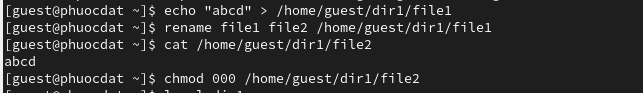 [guest@phuocdat ~]$ echo "abcd" > /home/guest/dir1/file1
[guest@phuocdat ~]$ rename file1 file2 /home/guest/dir1/file1
[guest@phuocdat ~]$ cat /home/guest/dir1/file2
abcd
[guest@phuocdat ~]$ chmod 000 /home/guest/dir1/file2